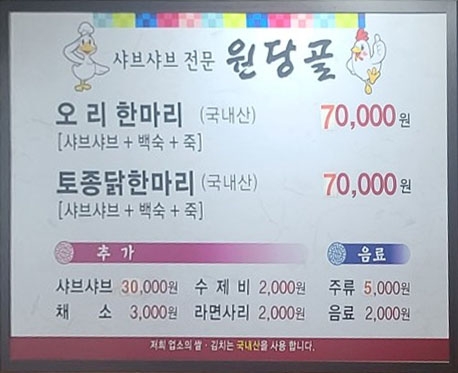 샤브샤브 전문 원당골
오 리 한마리 (국내산) 70,000원
[샤브샤브 + 백숙 + 죽]
토종닭한마리 (국내산) 70,000원
[샤브샤브 + 백숙 + 죽]
추 가 음료
샤브샤브 30,000원 수 제 비 2,000원 주류 5,000원
채 소 3,000원 라면사리 2,000원 음료 2,000원
저희 업소의 쌀 · 김치는 국내산을 사용 합니다.